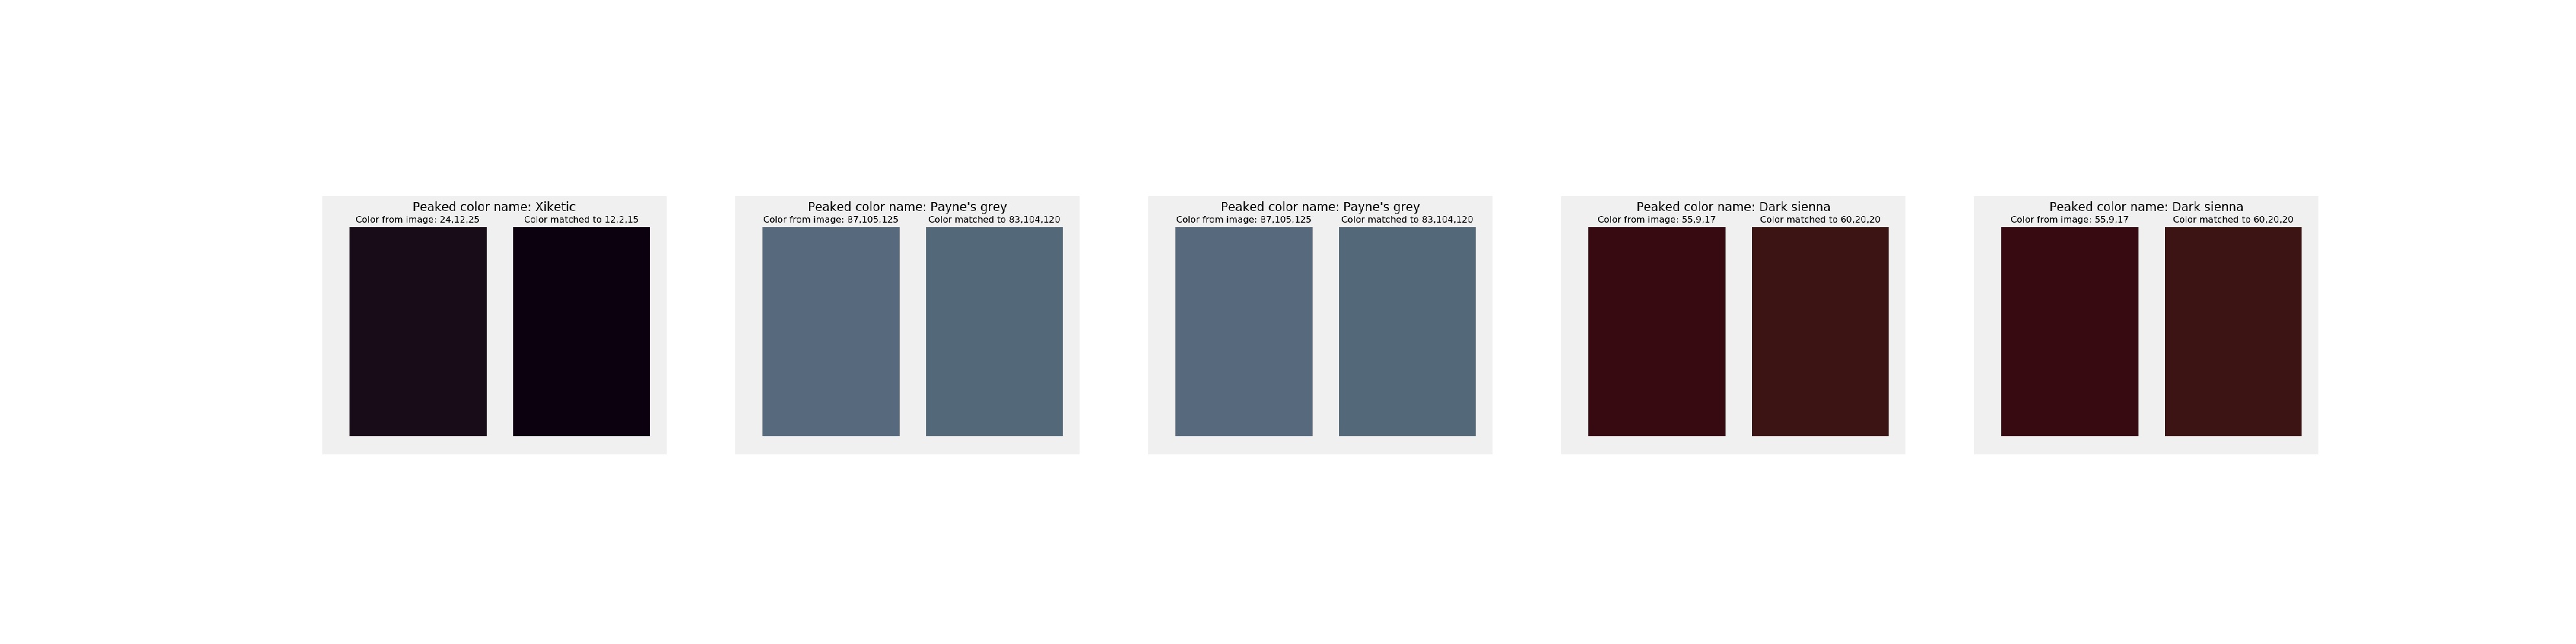 Peaked color name: Xiketic
Color from image: 24,12,25
Color matched to 12,2,15
Peaked color name: Payne's grey
Color from image: 87,105,125
Color matched to 83,104,120
Peaked color name: Payne's grey
Color from image: 87,105,125
Color matched to 83,104,120
Peaked color name: Dark sienna
Color from image: 55,9,17
Color matched to 60,20,20
Peaked color name: Dark sienna
Color from image: 55,9,17
Color matched to 60,20,20